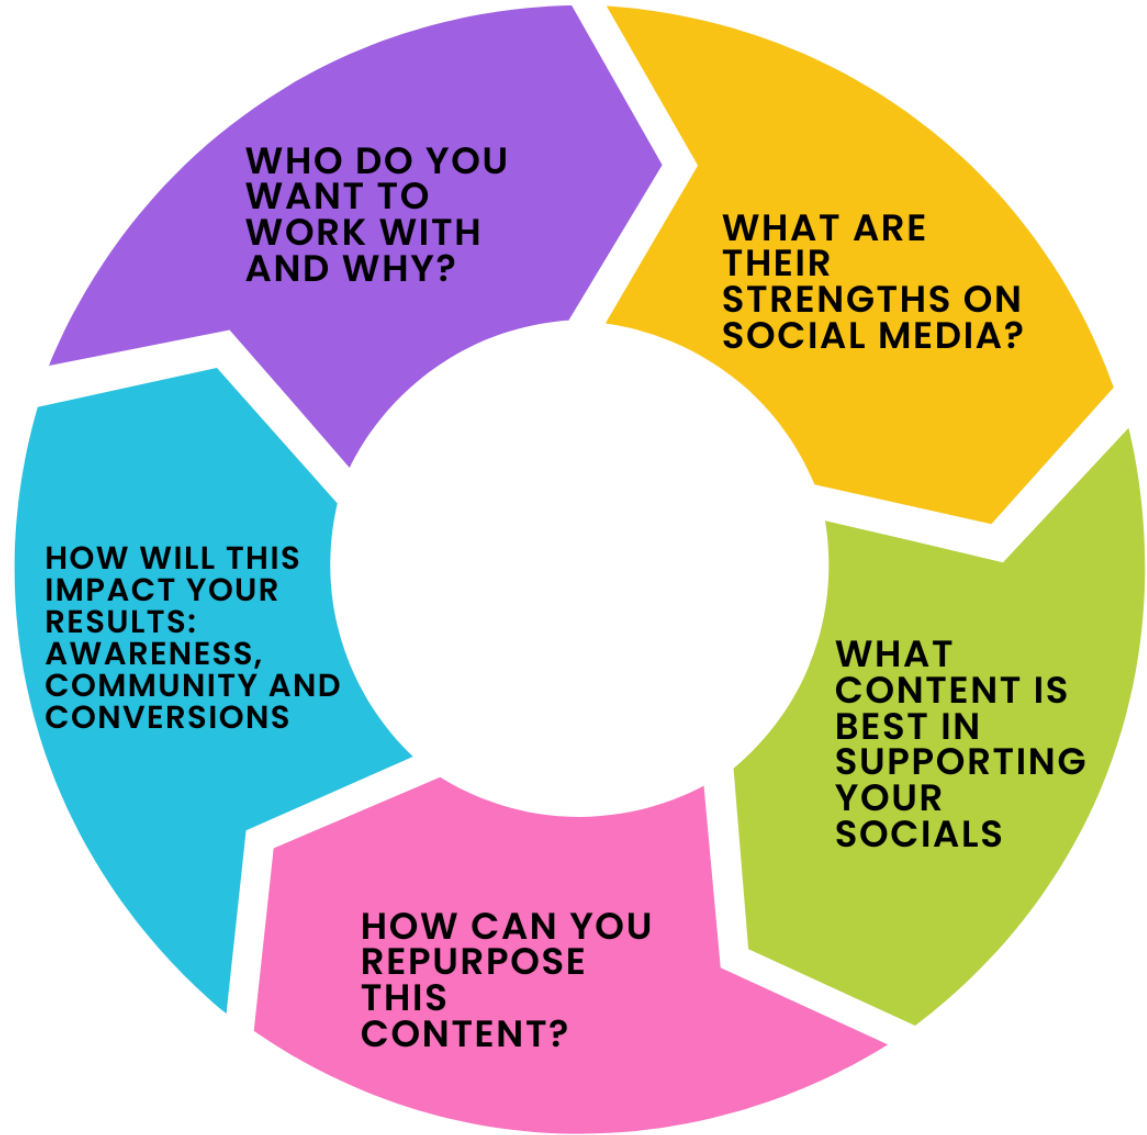 WHO DO YOU
WANT TO
WORK WITH
AND WHY?
WHAT ARE
THEIR
STRENGTHS ON
SOCIAL MEDIA?
WHAT
CONTENT IS
BEST IN
SUPPORTING
YOUR
SOCIALS
HOW CAN YOU
REPURPOSE
THIS
CONTENT?
HOW WILL THIS
IMPACT YOUR
RESULTS:
AWARENESS,
COMMUNITY AND
CONVERSIONS